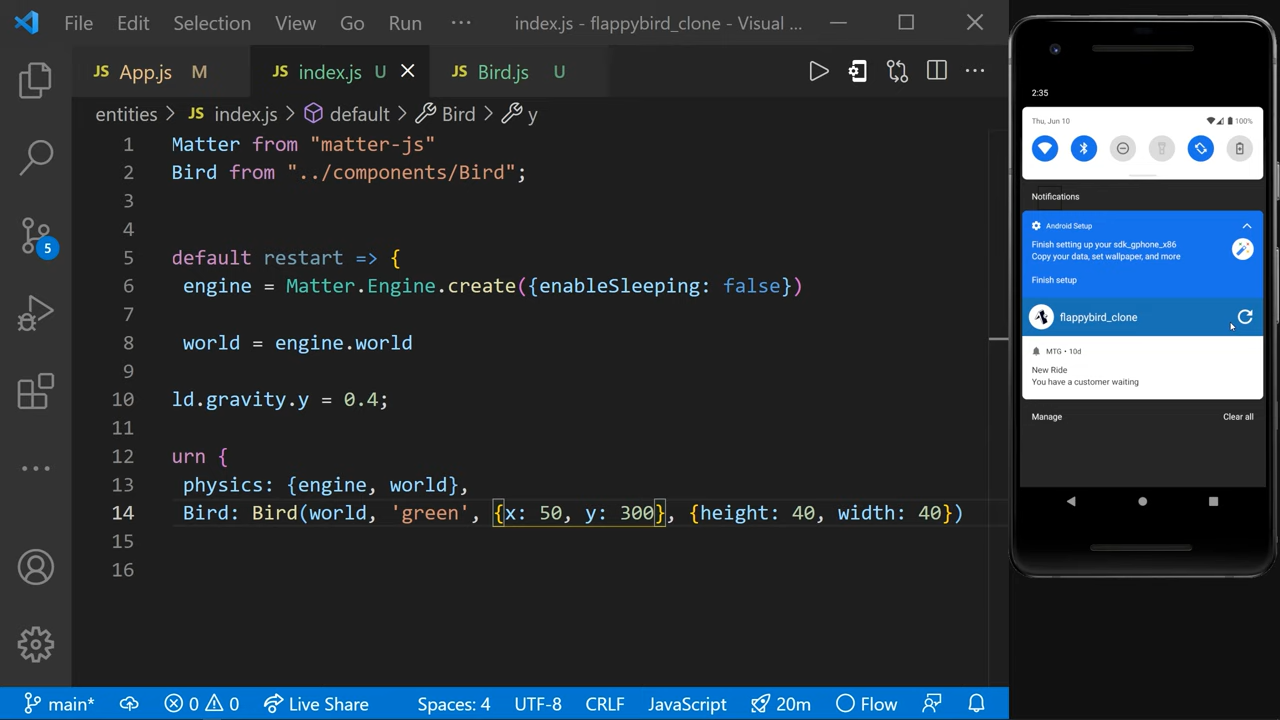 File Edit Selection View Go Run ··· index.js - flappybird_clone - Visual ...
JS App.js M JS index.js U JS Bird.js U
entities > JS index.js > default > Bird > y
1 Matter from "matter-js"
2 Bird from "../components/Bird";
3
4
5 default restart => {
6 engine = Matter.Engine.create({enableSleeping: false})
7
8 world = engine.world
9
10 ld.gravity.y = 0.4;
11
12 urn {
13 physics: {engine, world},
14 Bird: Bird(world, 'green', {x: 50, y: 300}, {height: 40, width: 40})
15
16
5
main* 0 0 Live Share Spaces: 4 UTF-8 CRLF JavaScript 20m Flow
2:35
Thu, Jun 10 100%
Notifications
Android Setup
Finish setting up your sdk_gphone_x86
Copy your data, set wallpaper, and more
Finish setup
flappybird_clone
MTG • 10d
New Ride
You have a customer waiting
Manage Clear all